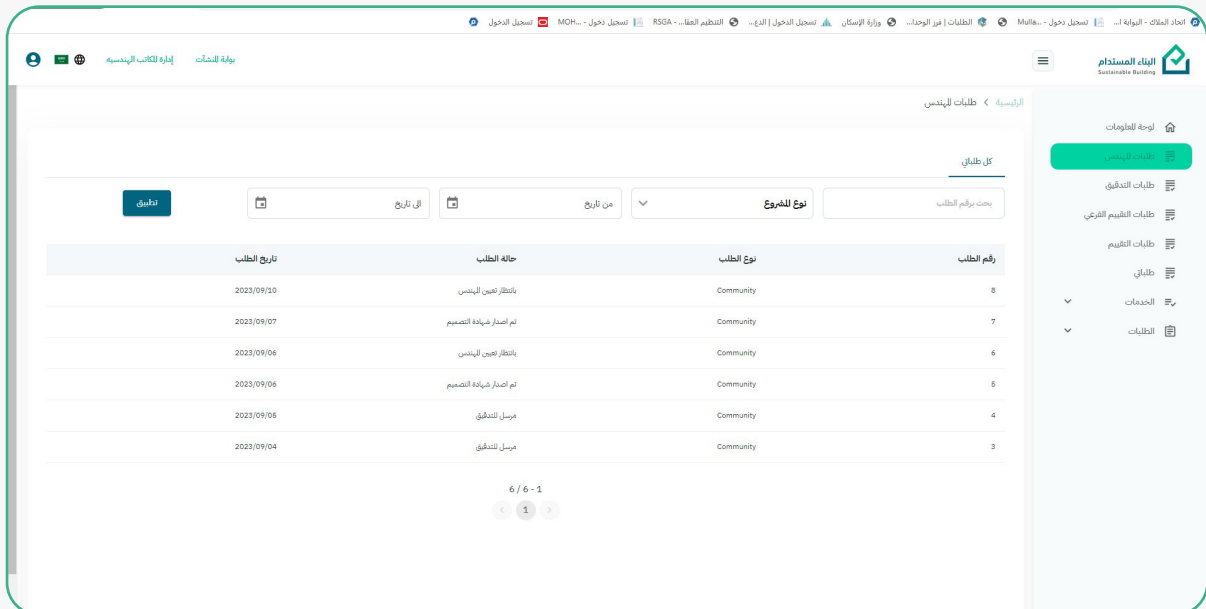 اتحاد الملاك - البوابة ا... تسجيل دخول - Mulla... الطلبات | فرز الوحدا... وزارة الإسكان تسجيل الدخول | الدع... التنظيم العقا... - RSGA تسجيل دخول - MOH... تسجيل الدخول
البناء المستدام
Sustainable Building
بوابة المنشآت إدارة المكاتب الهندسيه
الرئيسية > طلبات المهندس
لوحة المعلومات
طلبات المهندس
طلبات التدقيق
طلبات التقييم الفرعي
طلبات التقييم
طلباتي
الخدمات
الطلبات
كل طلباتي
بحث برقم الطلب نوع المشروع من تاريخ الى تاريخ تطبيق
رقم الطلب نوع الطلب حالة الطلب تاريخ الطلب
8 Community بانتظار تعيين المهندس 2023/09/10
7 Community تم اصدار شهادة التصميم 2023/09/07
6 Community بانتظار تعيين المهندس 2023/09/06
5 Community تم اصدار شهادة التصميم 2023/09/06
4 Community مرسل للتدقيق 2023/09/05
3 Community مرسل للتدقيق 2023/09/04
6 / 6 - 1
1